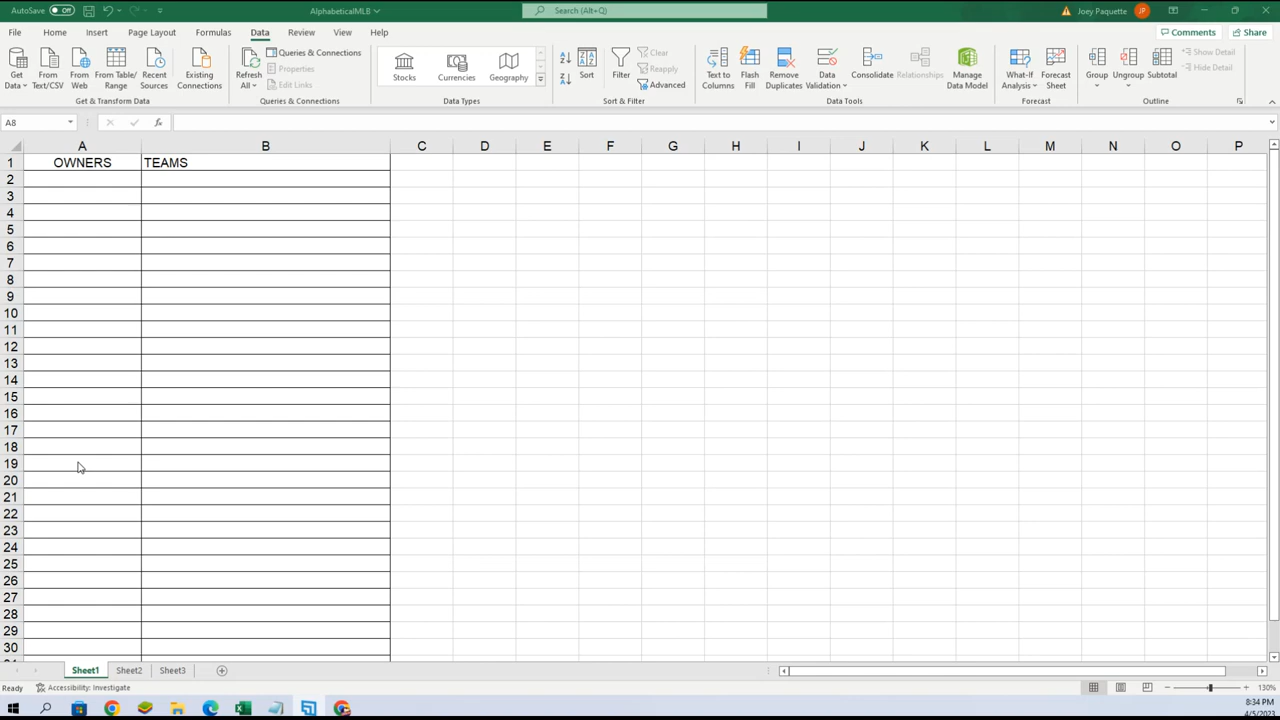 AutoSave Off AlphabeticalMLB Search (Alt+Q) Joey Paquette JP
File Home Insert Page Layout Formulas Data Review View Help Comments Share
Get Data From Text/CSV From Web From Table/ Range Recent Sources Existing Connections
Get & Transform Data
Refresh All Queries & Connections Properties Edit Links
Queries & Connections
Stocks Currencies Geography
Data Types
Sort Filter Clear Reapply Advanced
Sort & Filter
Text to Columns Flash Fill Remove Duplicates Data Validation Consolidate Relationships Manage Data Model
Data Tools
What-If Analysis Forecast Sheet
Forecast
Group Ungroup Subtotal Show Detail Hide Detail
Outline
A8 fx
A B C D E F G H I J K L M N O P
1 OWNERS TEAMS
2
3
4
5
6
7
8
9
10
11
12
13
14
15
16
17
18
19
20
21
22
23
24
25
26
27
28
29
30
Sheet1 Sheet2 Sheet3
Ready Accessibility: Investigate 130%
8:34 PM
4/5/2023